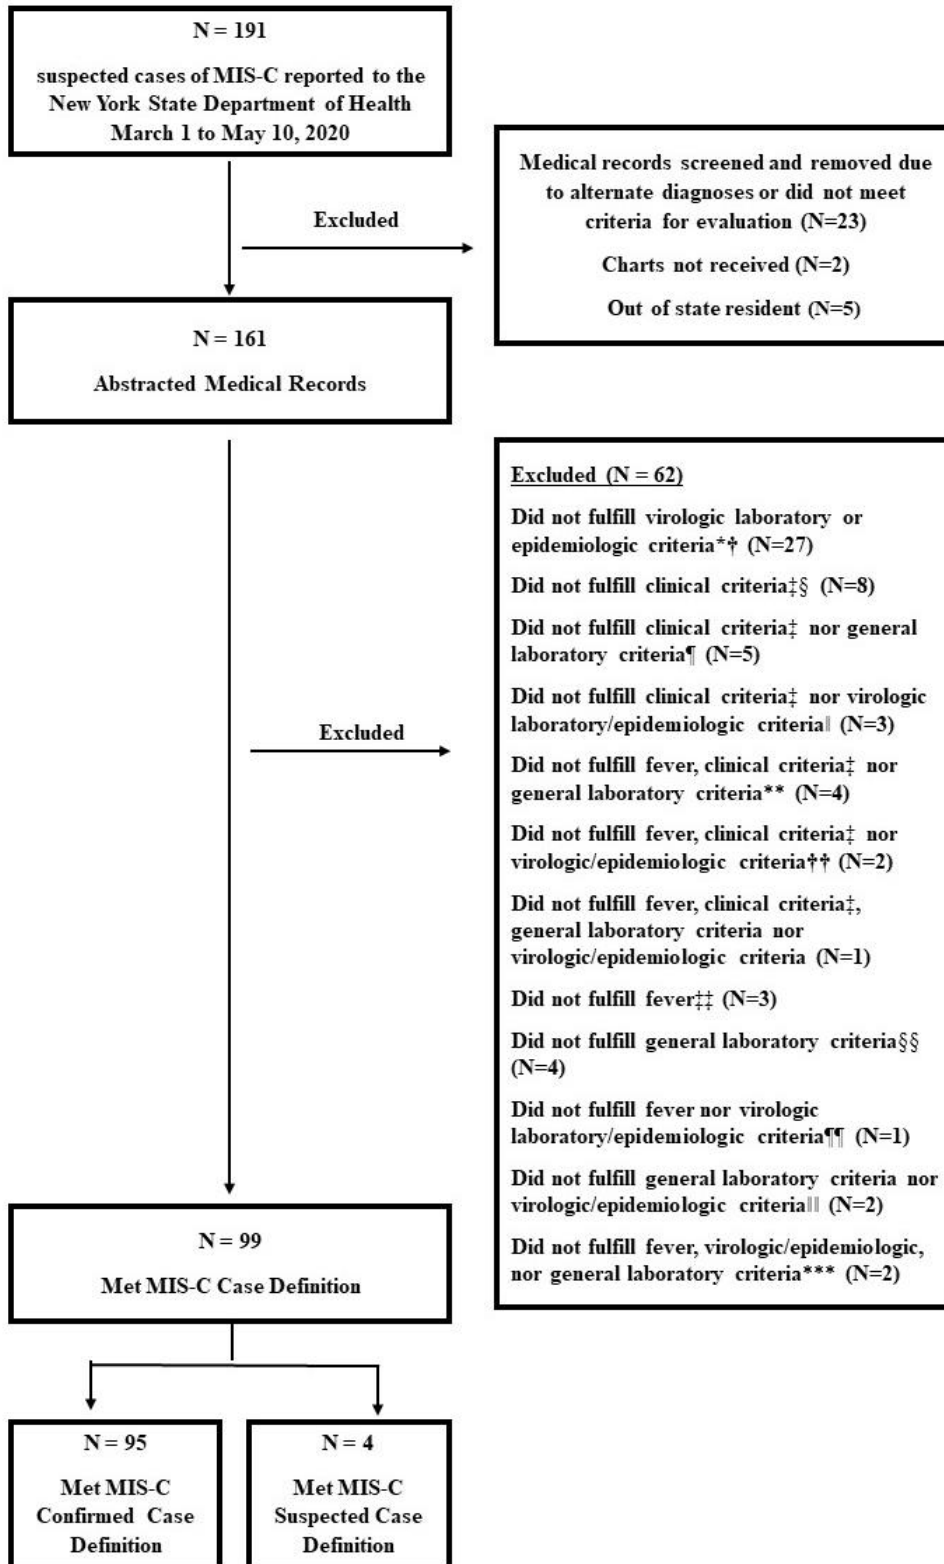 N = 191
suspected cases of MIS-C reported to the
New York State Department of Health
March 1 to May 10, 2020
Excluded
Medical records screened and removed due
to alternate diagnoses or did not meet
criteria for evaluation (N=23)
Charts not received (N=2)
Out of state resident (N=5)
N = 161
Abstracted Medical Records
Excluded
Excluded (N = 62)
Did not fulfill virologic laboratory or
epidemiologic criteria*† (N=27)
Did not fulfill clinical criteria‡§ (N=8)
Did not fulfill clinical criteria‡ nor general
laboratory criteria¶ (N=5)
Did not fulfill clinical criteria‡ nor virologic
laboratory/epidemiologic criteria‖ (N=3)
Did not fulfill fever, clinical criteria‡ nor
general laboratory criteria** (N=4)
Did not fulfill fever, clinical criteria‡ nor
virologic/epidemiologic criteria†† (N=2)
Did not fulfill fever, clinical criteria‡,
general laboratory criteria nor
virologic/epidemiologic criteria (N=1)
Did not fulfill fever‡‡ (N=3)
Did not fulfill general laboratory criteria§§
(N=4)
Did not fulfill fever nor virologic
laboratory/epidemiologic criteria¶¶ (N=1)
Did not fulfill general laboratory criteria nor
virologic/epidemiologic criteria‖‖ (N=2)
Did not fulfill fever, virologic/epidemiologic,
nor general laboratory criteria*** (N=2)
N = 99
Met MIS-C Case Definition
N = 95
Met MIS-C
Confirmed Case
Definition
N = 4
Met MIS-C
Suspected Case
Definition